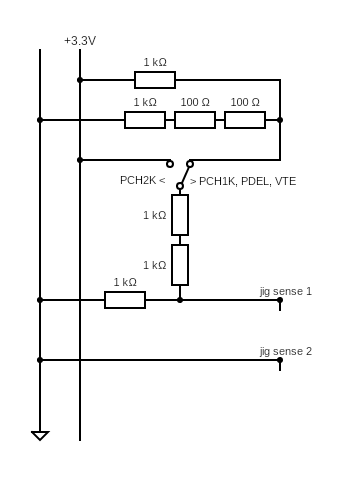 +3.3V
1 kΩ
1 kΩ 100 Ω 100 Ω
PCH2K < > PCH1K, PDEL, VTE
1 kΩ
1 kΩ
1 kΩ
jig sense 1
jig sense 2